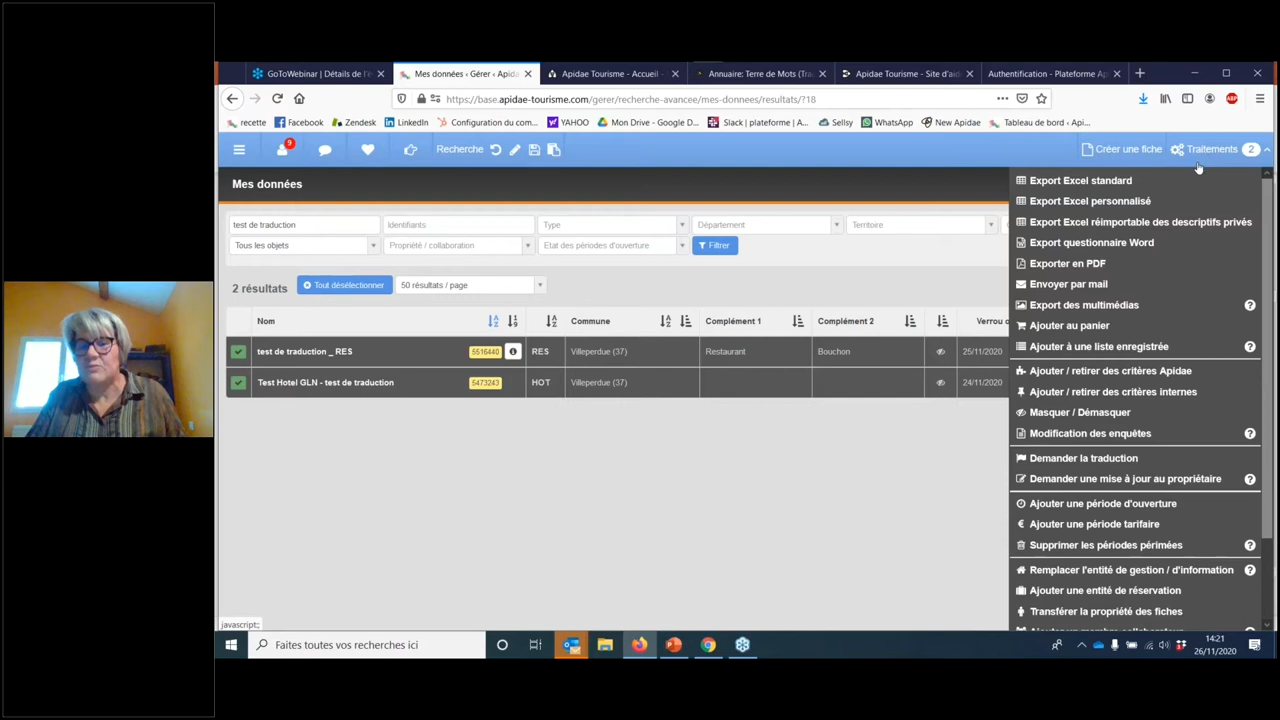 GoToWebinar | Détails de l'é
Mes données ‹ Gérer ‹ Apida
Apidae Tourisme - Accueil
Annuaire: Terre de Mots (Tra
Apidae Tourisme - Site d'aid
Authentification - Plateforme Ap
https://base.apidae-tourisme.com/gerer/recherche-avancee/mes-donnees/resultats/?18
recette
Facebook
Zendesk
LinkedIn
Configuration du com...
YAHOO
Mon Drive - Google D...
Slack | plateforme | A...
Sellsy
WhatsApp
New Apidae
Tableau de bord ‹ Api...
9
Recherche
Créer une fiche
Traitements 2
Mes données
test de traduction
Identifiants
Type
Département
Territoire
Tous les objets
Propriété / collaboration
Etat des périodes d'ouverture
Filtrer
2 résultats
Tout désélectionner
50 résultats / page
Nom
Commune
Complément 1
Complément 2
Verrou
test de traduction _ RES 5516440 RES Villeperdue (37) Restaurant Bouchon 25/11/2020
Test Hotel GLN - test de traduction 5473243 HOT Villeperdue (37) 24/11/2020
Export Excel standard
Export Excel personnalisé
Export Excel réimportable des descriptifs privés
Export questionnaire Word
Exporter en PDF
Envoyer par mail
Export des multimédias
Ajouter au panier
Ajouter à une liste enregistrée
Ajouter / retirer des critères Apidae
Ajouter / retirer des critères internes
Masquer / Démasquer
Modification des enquêtes
Demander la traduction
Demander une mise à jour au propriétaire
Ajouter une période d'ouverture
Ajouter une période tarifaire
Supprimer les périodes périmées
Remplacer l'entité de gestion / d'information
Ajouter une entité de réservation
Transférer la propriété des fiches
javascript:;
Faites toutes vos recherches ici
14:21
26/11/2020